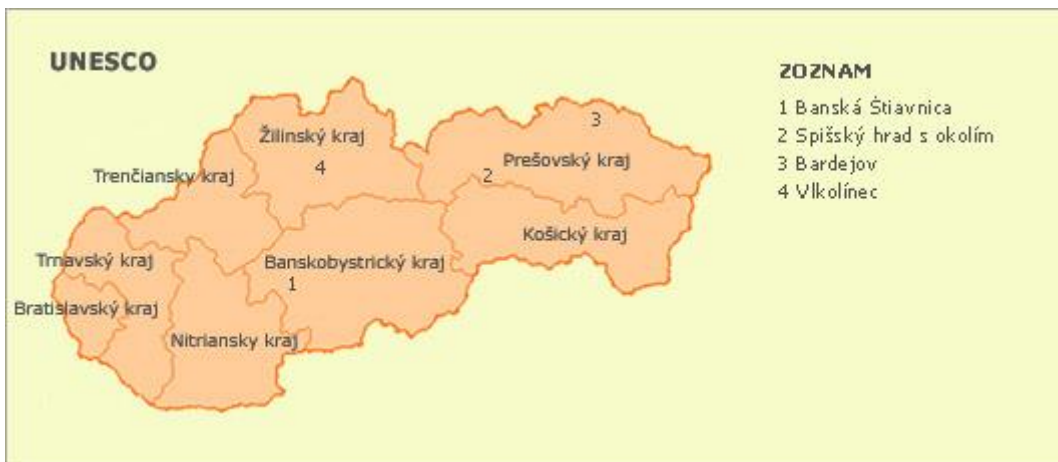 UNESCO
ZOZNAM
1 Banská Štiavnica
2 Spišský hrad s okolím
3 Bardejov
4 Vlkolínec
Žilinský kraj
3
Prešovský kraj
4
2
Trenčiansky kraj
Košický kraj
Trnavský kraj
Banskobystrický kraj
1
Bratislavský kraj
Nitriansky kraj